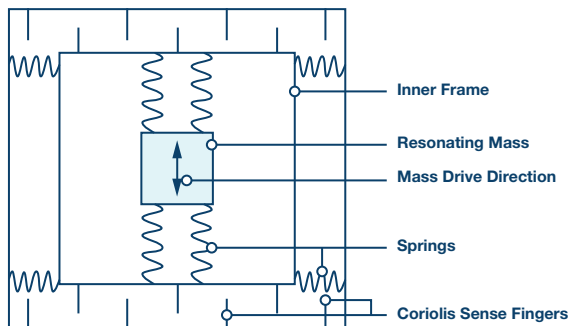 Inner Frame
Resonating Mass
Mass Drive Direction
Springs
Coriolis Sense Fingers